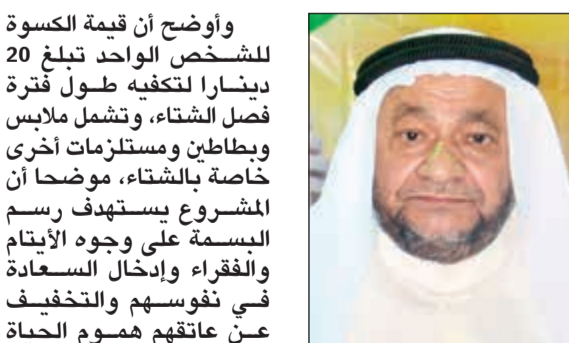 وأوضح أن قيمة الكسوة
للشخص الواحد تبلغ 20
دينارا لتكفيه طول فترة
فصل الشتاء، وتشمل ملابس
وبطاطين ومستلزمات أخرى
خاصة بالشتاء، موضحا أن
المشروع يستهدف رسم
البسمة على وجوه الأيتام
والفقراء وإدخال السعادة
في نفوسهم والتخفيف
عن عاتقهم هموم الحياة